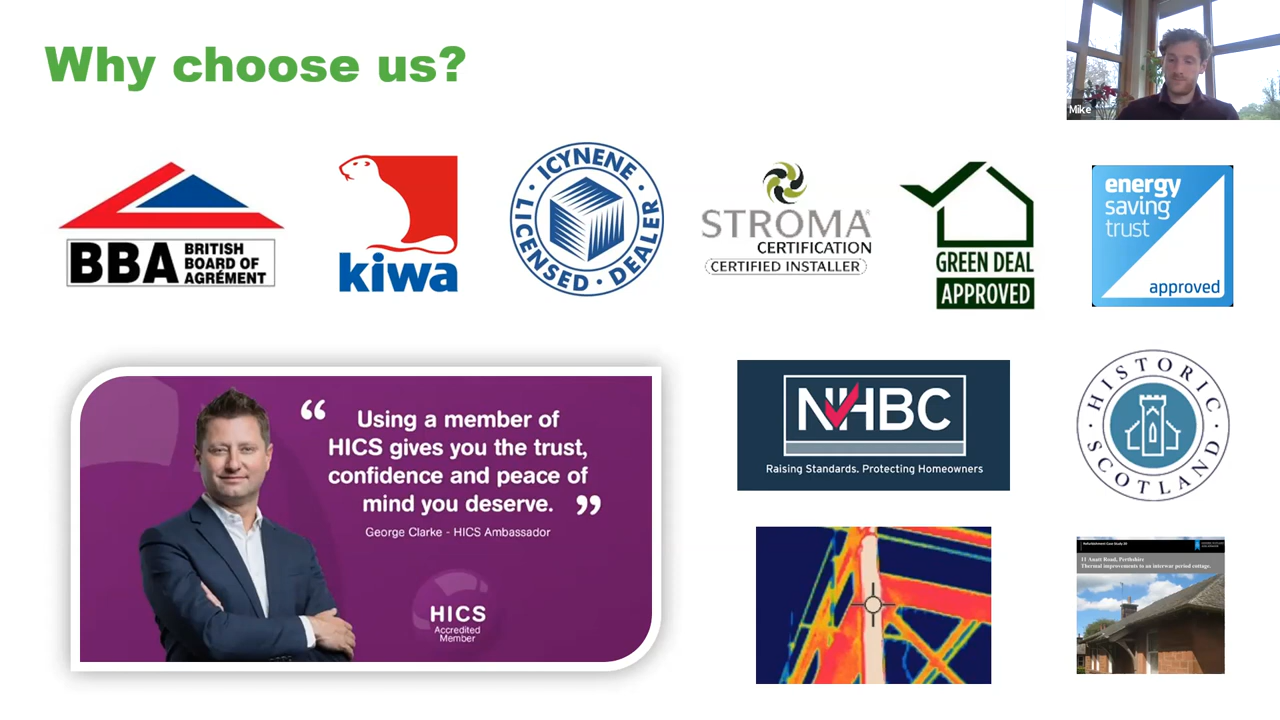 Why choose us?
Mike
BBA
BRITISH
BOARD OF
AGRÉMENT
kiwa
ICYNENE
LICENSED · DEALER
STROMA
CERTIFICATION
CERTIFIED INSTALLER
GREEN DEAL
APPROVED
energy
saving
trust
approved
“ Using a member of
HICS gives you the trust,
confidence and peace of
mind you deserve. ”
George Clarke - HICS Ambassador
HICS
Accredited
Member
NHBC
Raising Standards. Protecting Homeowners
HISTORIC
SCOTLAND
Refurbishment Case Study
Thermal improvements to an interwar period cottage.